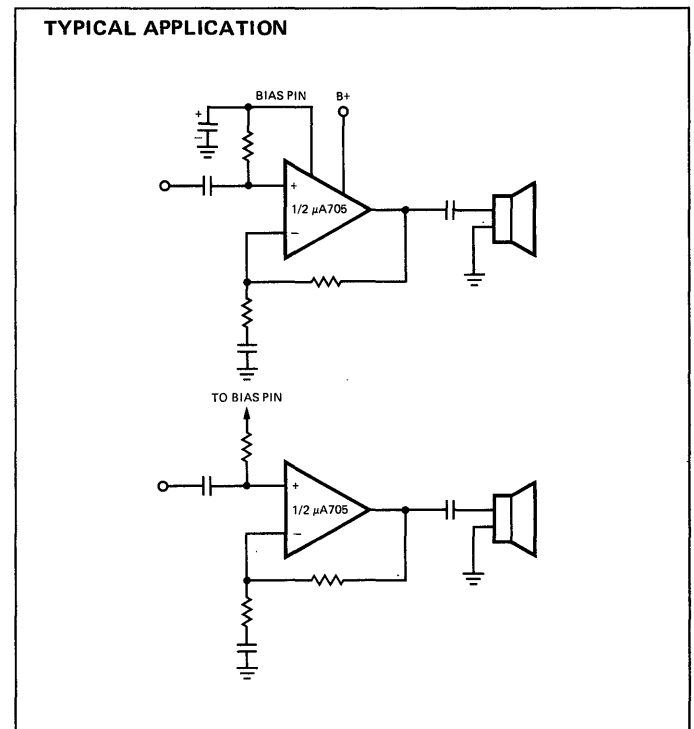 TYPICAL APPLICATION
BIAS PIN
B+
+
−
+
1/2 μA705
−
TO BIAS PIN
+
1/2 μA705
−